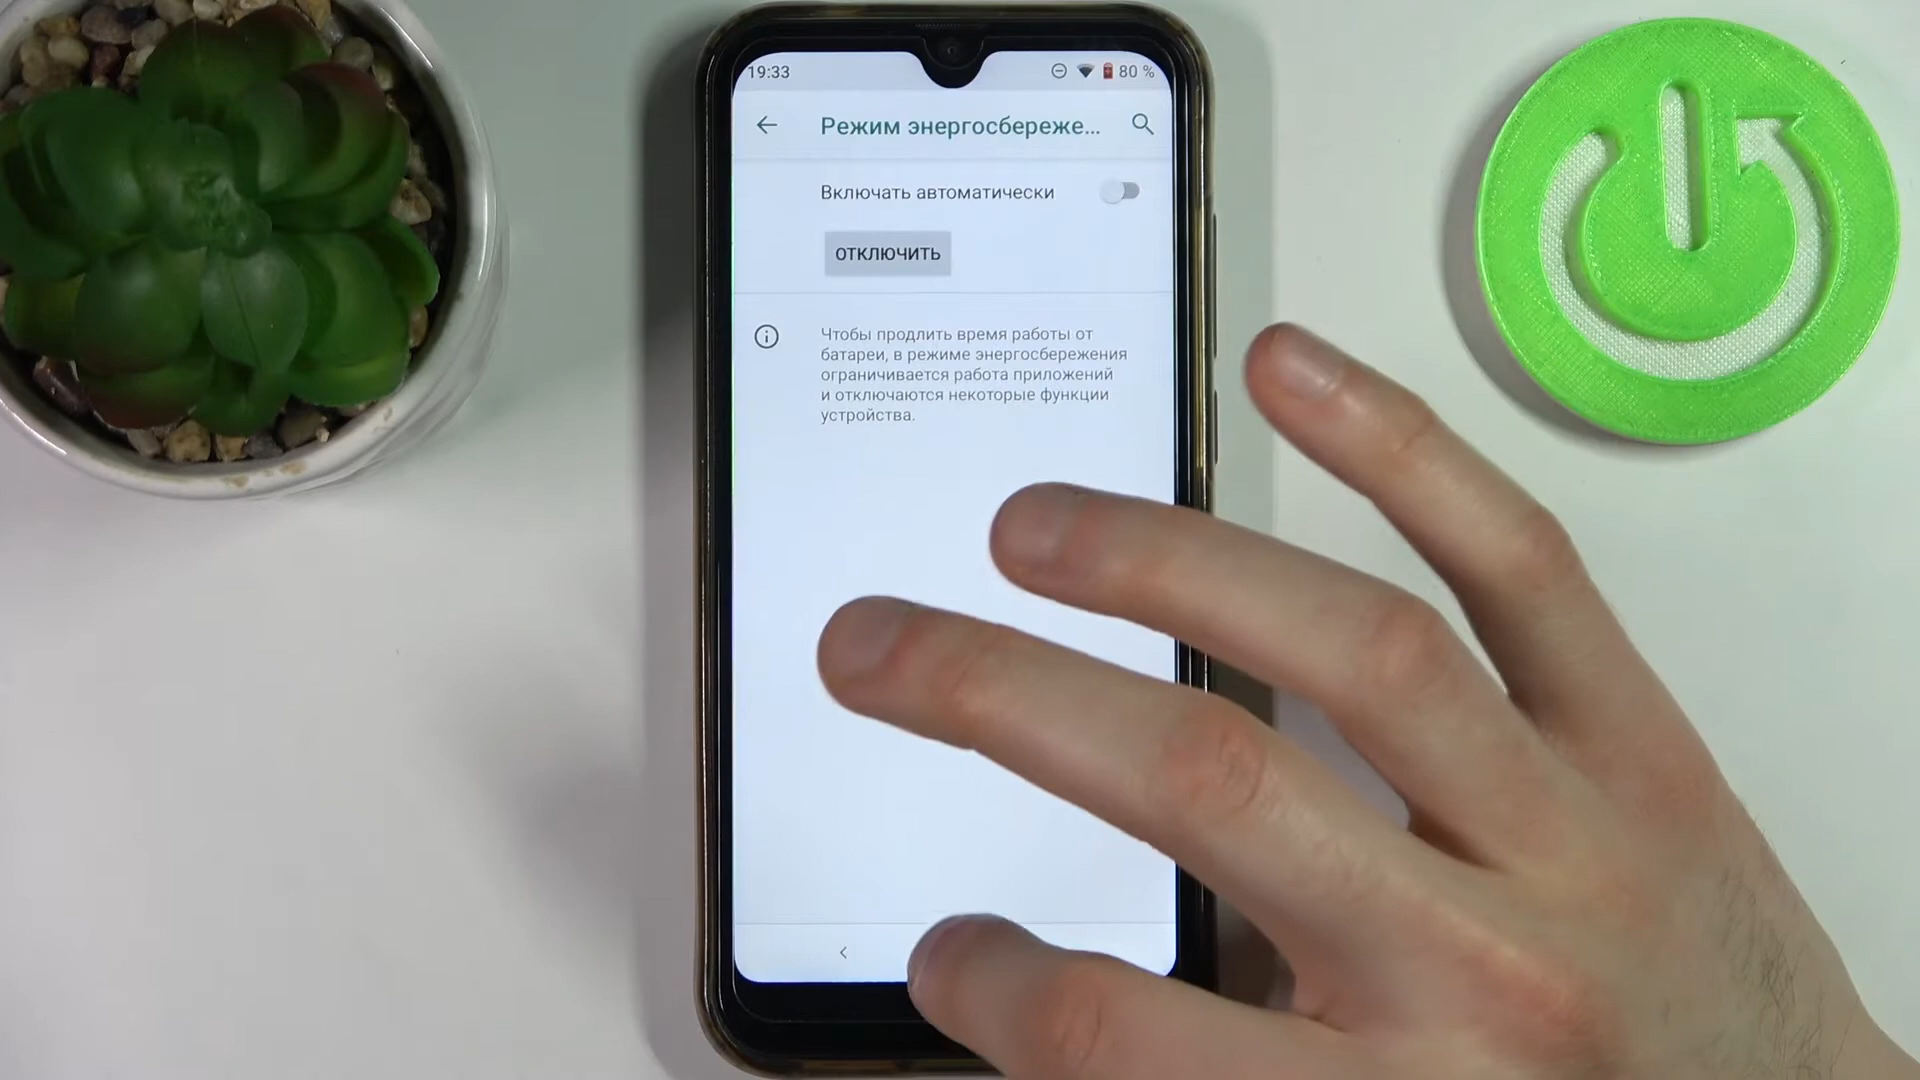 19:33
80 %
Режим энергосбереже...
Включать автоматически
ОТКЛЮЧИТЬ
Чтобы продлить время работы от
батареи, в режиме энергосбережения
ограничивается работа приложений
и отключаются некоторые функции
устройства.